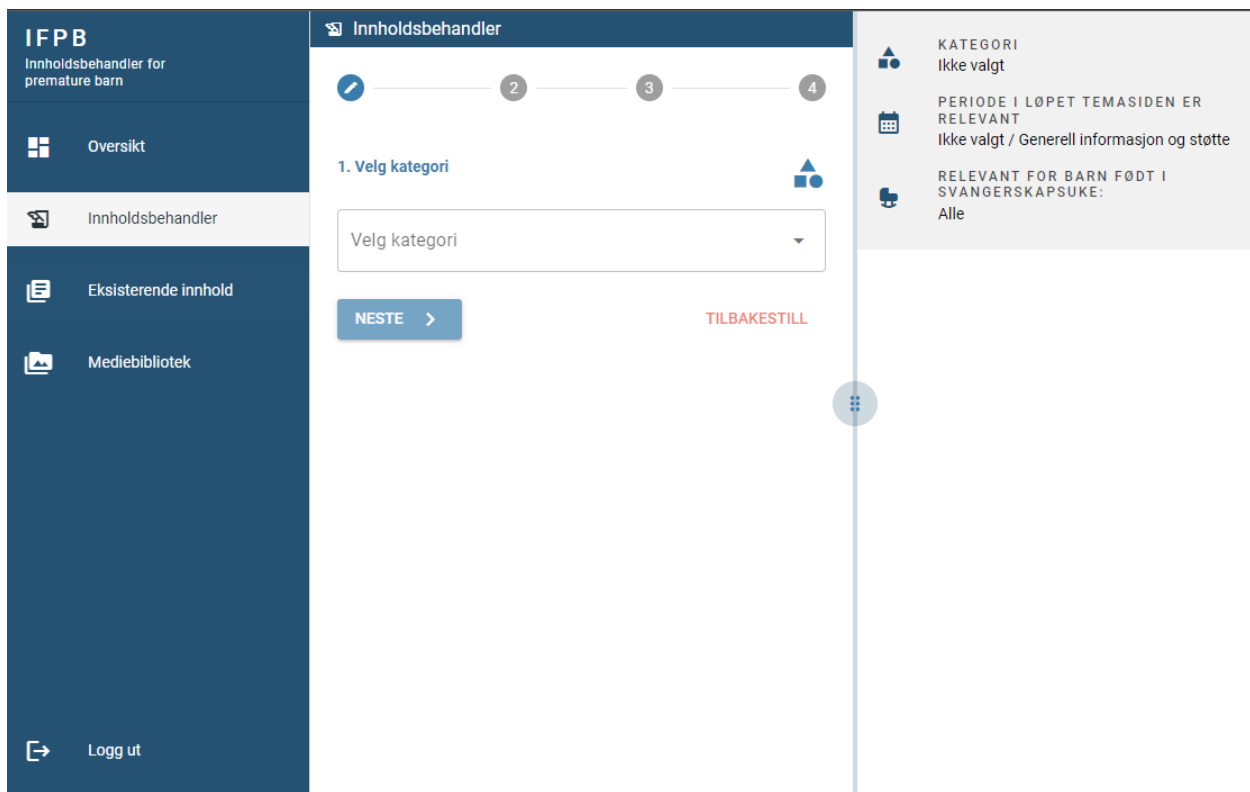 IFPB
Innholdsbehandler for
premature barn
Oversikt
Innholdsbehandler
Eksisterende innhold
Mediebibliotek
Logg ut
Innholdsbehandler
2
3
4
1. Velg kategori
Velg kategori
NESTE
TILBAKESTILL
KATEGORI
Ikke valgt
PERIODE I LØPET TEMASIDEN ER
RELEVANT
Ikke valgt / Generell informasjon og støtte
RELEVANT FOR BARN FØDT I
SVANGERSKAPSUKE:
Alle